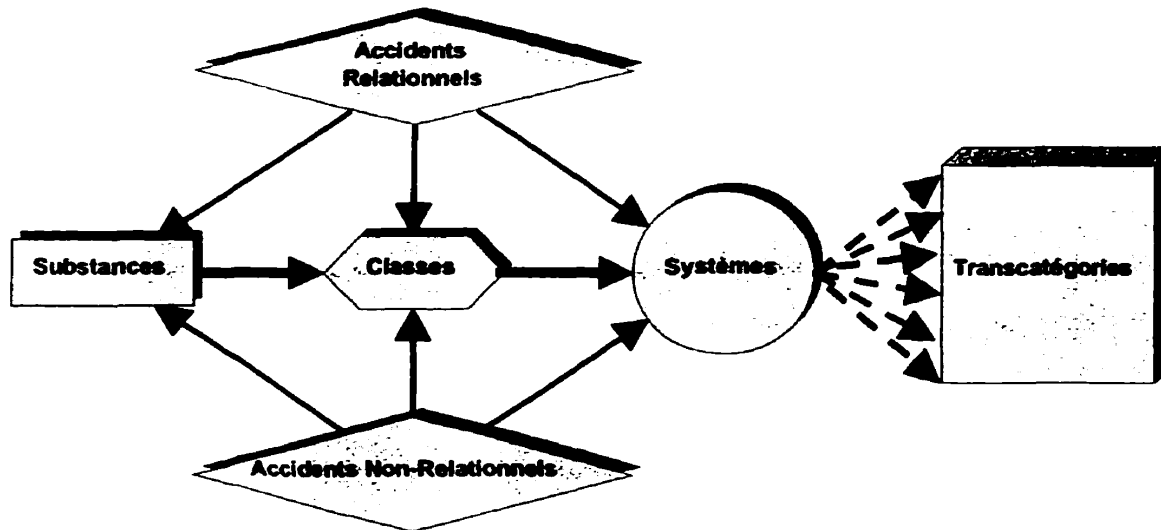 Accidents
Relationnels
Substances
Classes
Systèmes
Transcatégories
Accidents Non-Relationnels